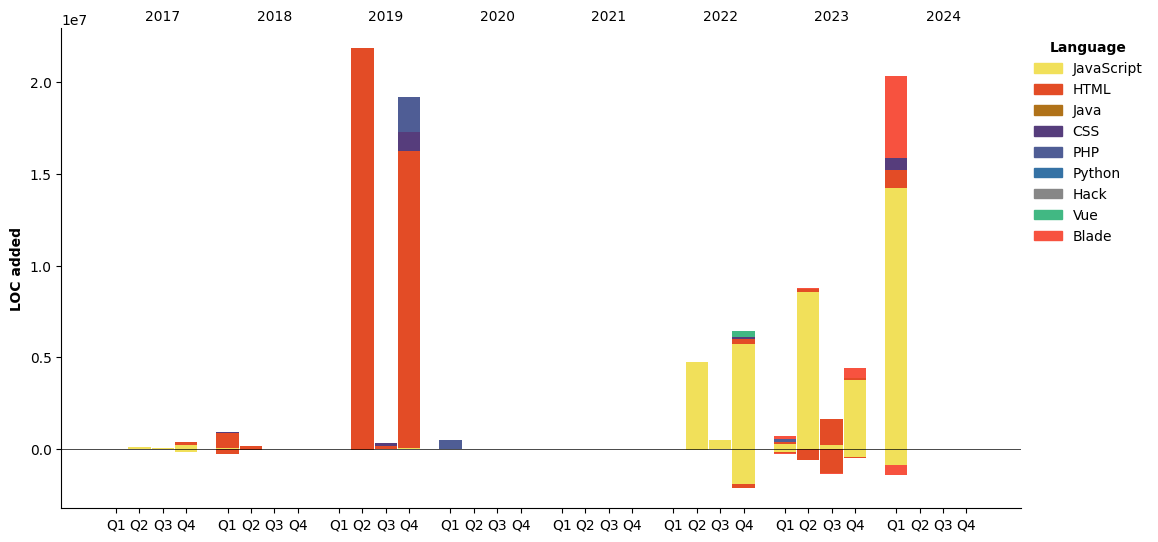 2017 2018 2019 2020 2021 2022 2023 2024
1e7
Language
JavaScript
HTML
Java
CSS
PHP
Python
Hack
Vue
Blade
2.0
1.5
1.0
0.5
0.0
LOC added
Q1 Q2 Q3 Q4 Q1 Q2 Q3 Q4 Q1 Q2 Q3 Q4 Q1 Q2 Q3 Q4 Q1 Q2 Q3 Q4 Q1 Q2 Q3 Q4 Q1 Q2 Q3 Q4 Q1 Q2 Q3 Q4